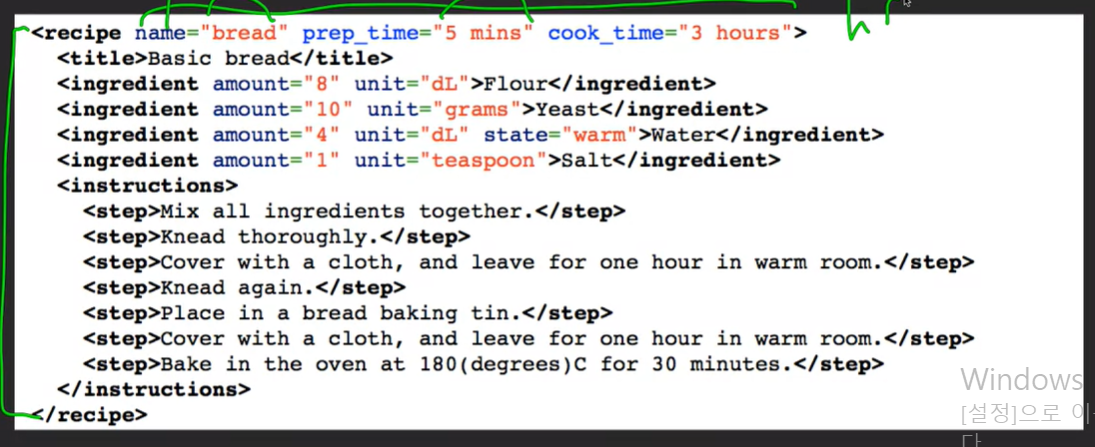 <recipe name="bread" prep_time="5 mins" cook_time="3 hours">
<title>Basic bread</title>
<ingredient amount="8" unit="dL">Flour</ingredient>
<ingredient amount="10" unit="grams">Yeast</ingredient>
<ingredient amount="4" unit="dL" state="warm">Water</ingredient>
<ingredient amount="1" unit="teaspoon">Salt</ingredient>
<instructions>
<step>Mix all ingredients together.</step>
<step>Knead thoroughly.</step>
<step>Cover with a cloth, and leave for one hour in warm room.</step>
<step>Knead again.</step>
<step>Place in a bread baking tin.</step>
<step>Cover with a cloth, and leave for one hour in warm room.</step>
<step>Bake in the oven at 180(degrees)C for 30 minutes.</step>
</instructions>
</recipe>
Windows
[설정]으로 이